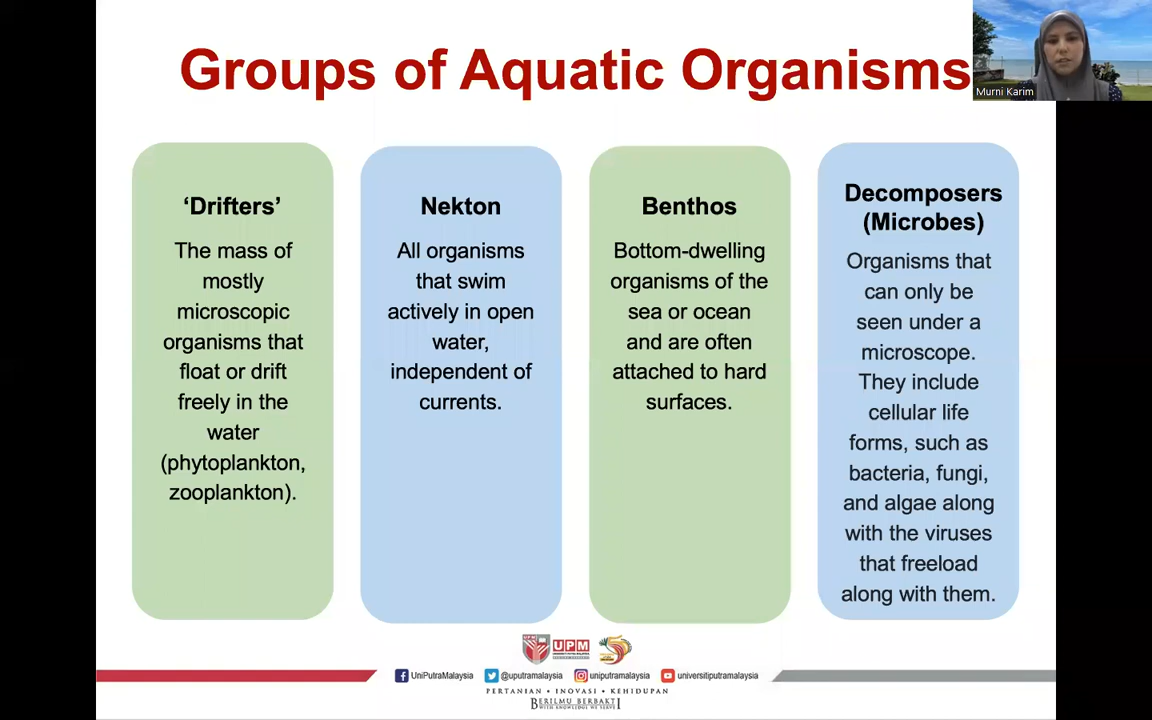 Groups of Aquatic Organisms
Murni Karim
‘Drifters’
The mass of
mostly
microscopic
organisms that
float or drift
freely in the
water
(phytoplankton,
zooplankton).
Nekton
All organisms
that swim
actively in open
water,
independent of
currents.
Benthos
Bottom-dwelling
organisms of the
sea or ocean
and are often
attached to hard
surfaces.
Decomposers
(Microbes)
Organisms that
can only be
seen under a
microscope.
They include
cellular life
forms, such as
bacteria, fungi,
and algae along
with the viruses
that freeload
along with them.
UPM
UniPutraMalaysia
@uputramalaysia
uniputramalaysia
universitiputramalaysia
PERTANIAN • INOVASI • KEHIDUPAN
BERILMU BERBAKTI
WITH KNOWLEDGE WE SERVE